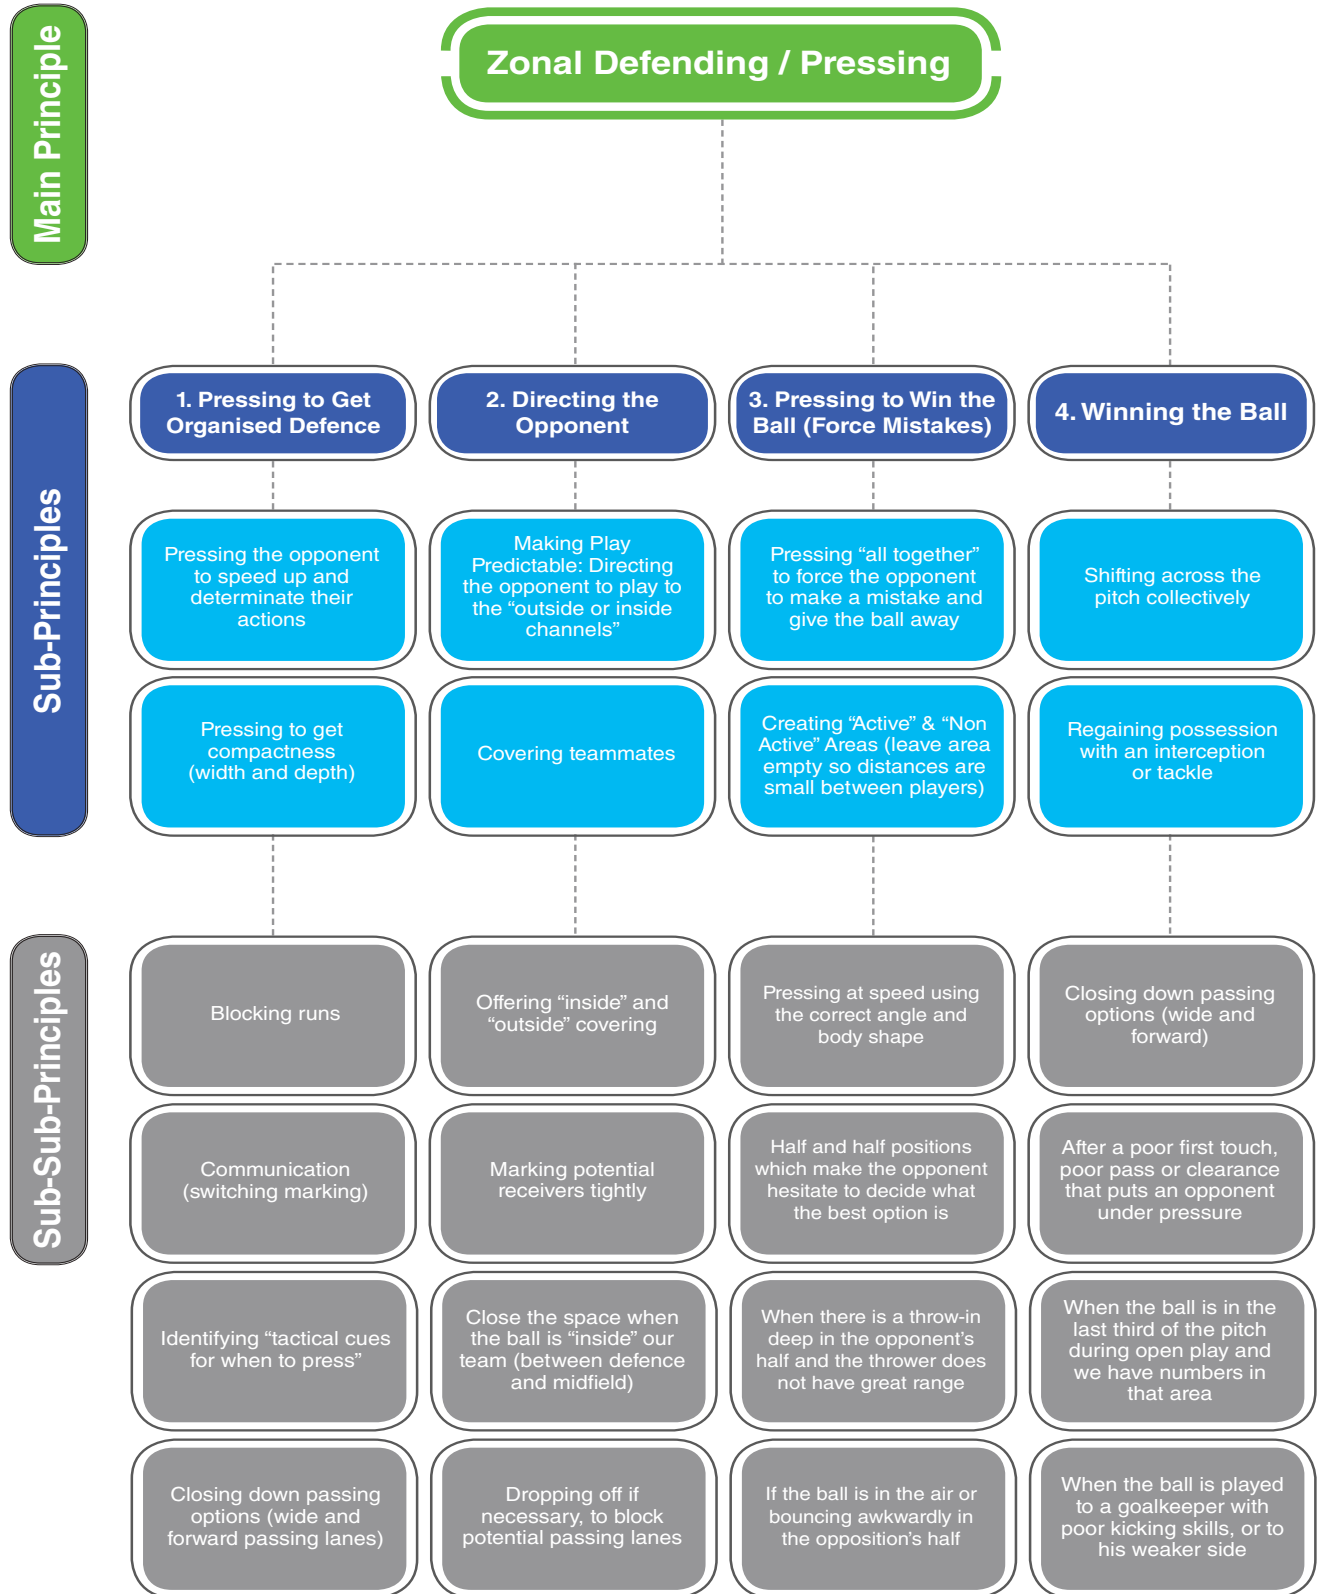 Main Principle
Zonal Defending / Pressing
Sub-Principles
1. Pressing to Get
Organised Defence
2. Directing the
Opponent
3. Pressing to Win the
Ball (Force Mistakes)
4. Winning the Ball
Pressing the opponent
to speed up and
determinate their
actions
Making Play
Predictable: Directing
the opponent to play to
the “outside or inside
channels”
Pressing “all together”
to force the opponent
to make a mistake and
give the ball away
Shifting across the
pitch collectively
Pressing to get
compactness
(width and depth)
Covering teammates
Creating “Active” & “Non
Active” Areas (leave area
empty so distances are
small between players)
Regaining possession
with an interception
or tackle
Sub-Sub-Principles
Blocking runs
Offering “inside” and
“outside” covering
Pressing at speed using
the correct angle and
body shape
Closing down passing
options (wide and
forward)
Communication
(switching marking)
Marking potential
receivers tightly
Half and half positions
which make the opponent
hesitate to decide what
the best option is
After a poor first touch,
poor pass or clearance
that puts an opponent
under pressure
Identifying “tactical cues
for when to press”
Close the space when
the ball is “inside” our
team (between defence
and midfield)
When there is a throw-in
deep in the opponent’s
half and the thrower does
not have great range
When the ball is in the
last third of the pitch
during open play and
we have numbers in
that area
Closing down passing
options (wide and
forward passing lanes)
Dropping off if
necessary, to block
potential passing lanes
If the ball is in the air or
bouncing awkwardly in
the opposition’s half
When the ball is played
to a goalkeeper with
poor kicking skills, or to
his weaker side